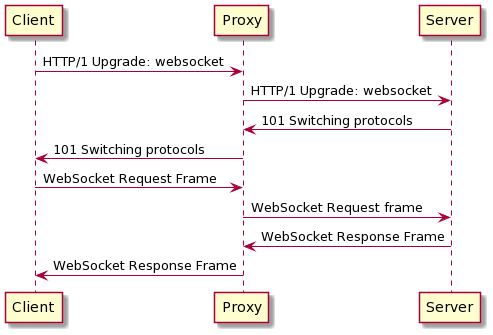 Client Proxy Server
HTTP/1 Upgrade: websocket
HTTP/1 Upgrade: websocket
101 Switching protocols
101 Switching protocols
WebSocket Request Frame
WebSocket Request frame
WebSocket Response Frame
WebSocket Response Frame
Client Proxy Server